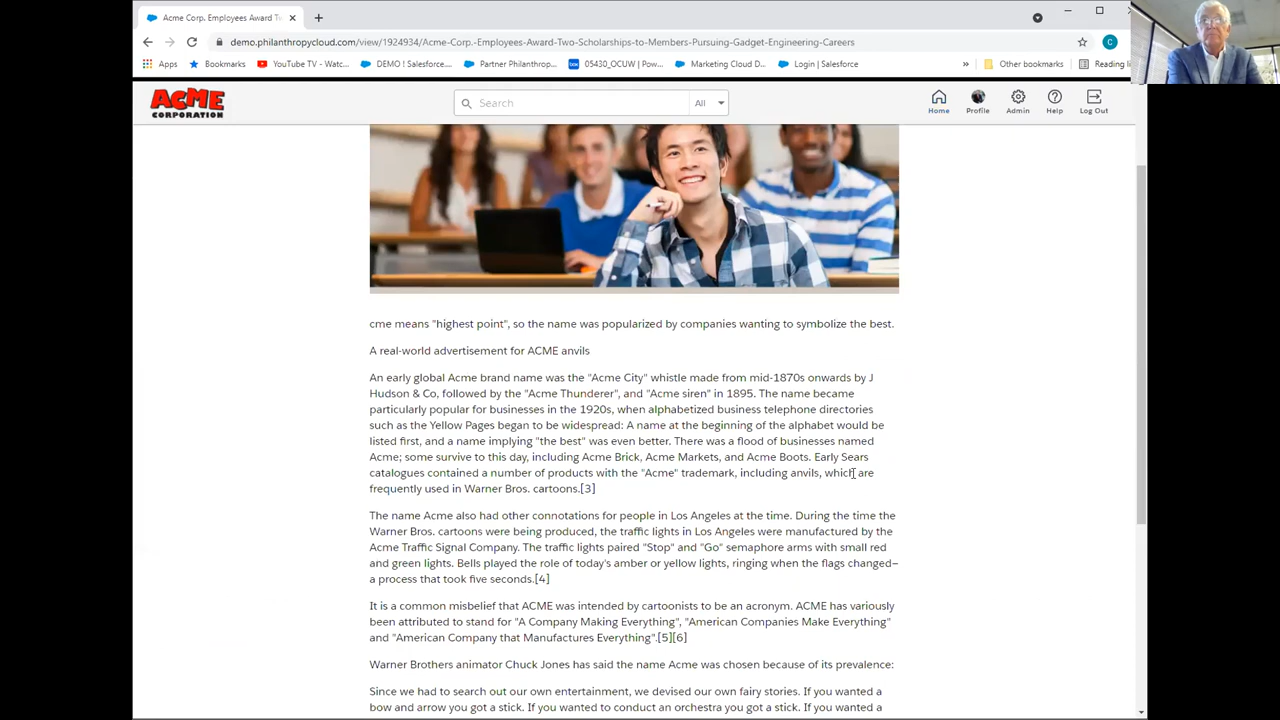 Acme Corp. Employees Award Tw
demo.philanthropycloud.com/view/1924934/Acme-Corp.-Employees-Award-Two-Scholarships-to-Members-Pursuing-Gadget-Engineering-Careers
C
Apps
Bookmarks
YouTube TV - Watc...
DEMO ! Salesforce....
Partner Philanthrop...
box
05430_OCUW | Pow...
Marketing Cloud D...
Login | Salesforce
»
Other bookmarks
Reading li
ACME
CORPORATION
Search
All
Home
Profile
Admin
Help
Log Out
cme means "highest point", so the name was popularized by companies wanting to symbolize the best.
A real-world advertisement for ACME anvils
An early global Acme brand name was the "Acme City" whistle made from mid-1870s onwards by J
Hudson & Co, followed by the "Acme Thunderer", and "Acme siren" in 1895. The name became
particularly popular for businesses in the 1920s, when alphabetized business telephone directories
such as the Yellow Pages began to be widespread: A name at the beginning of the alphabet would be
listed first, and a name implying "the best" was even better. There was a flood of businesses named
Acme; some survive to this day, including Acme Brick, Acme Markets, and Acme Boots. Early Sears
catalogues contained a number of products with the "Acme" trademark, including anvils, which are
frequently used in Warner Bros. cartoons.[3]
The name Acme also had other connotations for people in Los Angeles at the time. During the time the
Warner Bros. cartoons were being produced, the traffic lights in Los Angeles were manufactured by the
Acme Traffic Signal Company. The traffic lights paired "Stop" and "Go" semaphore arms with small red
and green lights. Bells played the role of today's amber or yellow lights, ringing when the flags changed—
a process that took five seconds.[4]
It is a common misbelief that ACME was intended by cartoonists to be an acronym. ACME has variously
been attributed to stand for "A Company Making Everything", "American Companies Make Everything"
and "American Company that Manufactures Everything".[5][6]
Warner Brothers animator Chuck Jones has said the name Acme was chosen because of its prevalence:
Since we had to search out our own entertainment, we devised our own fairy stories. If you wanted a
bow and arrow you got a stick. If you wanted to conduct an orchestra you got a stick. If you wanted a